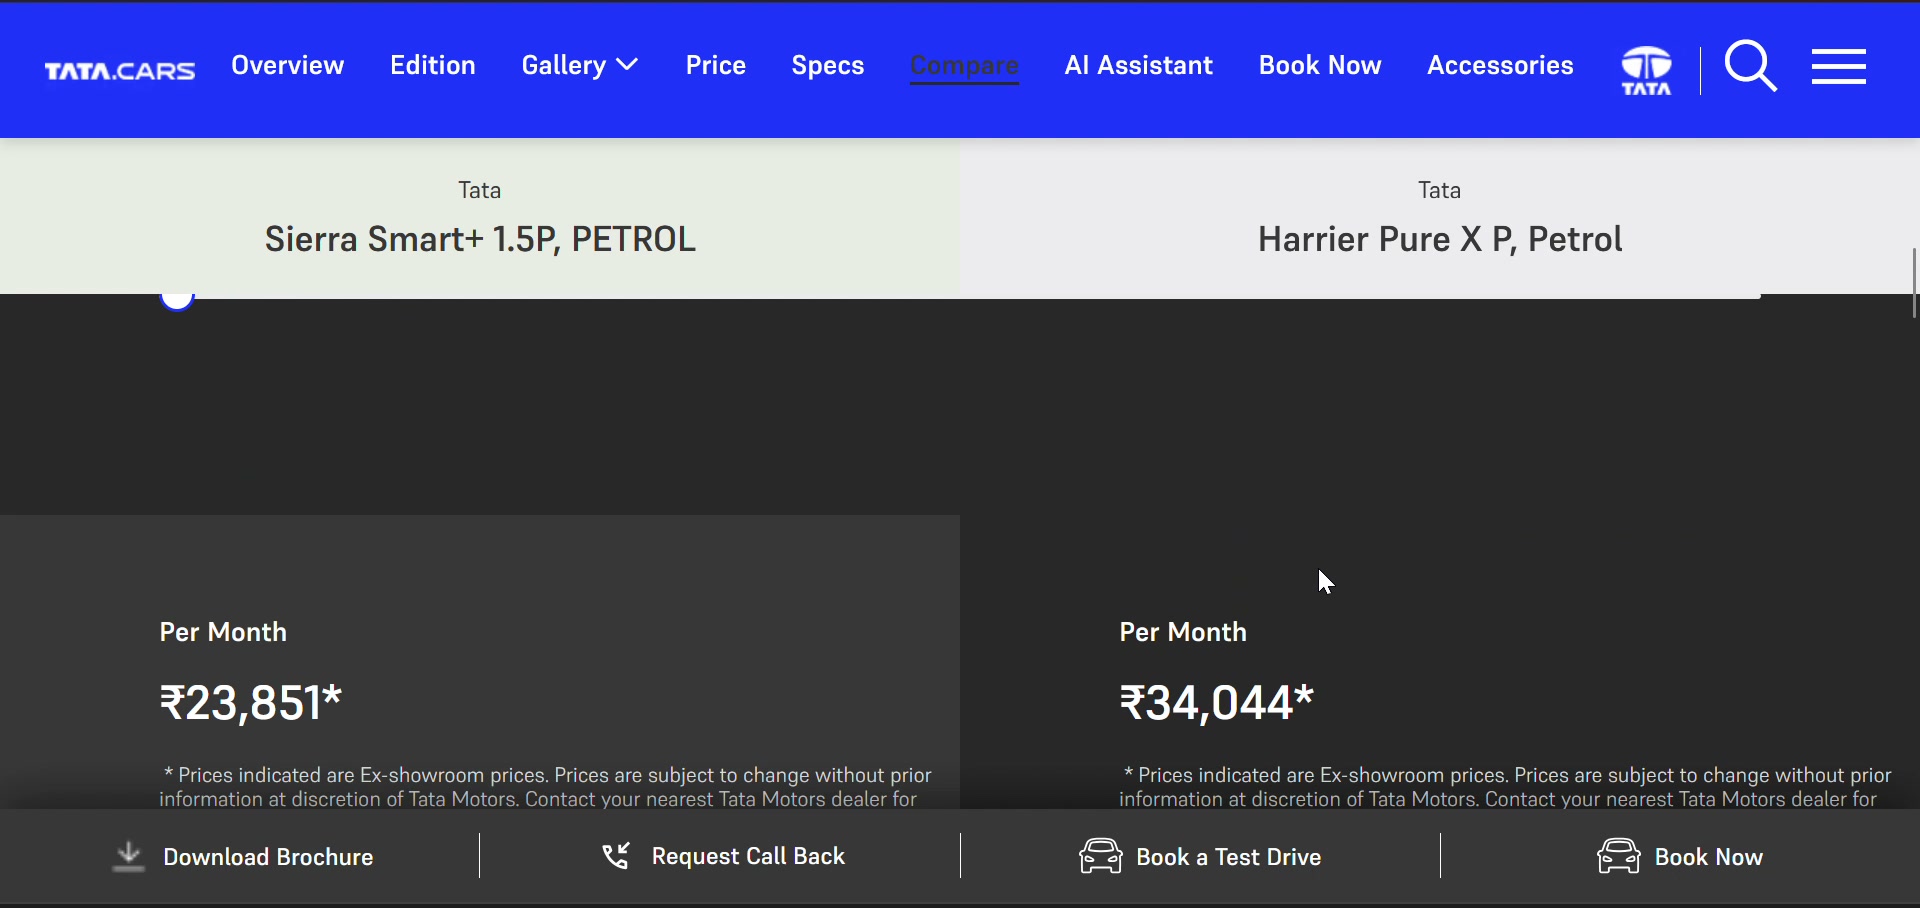 TATA.CARS Overview Edition Gallery Price Specs Compare AI Assistant Book Now Accessories TATA
Tata
Sierra Smart+ 1.5P, PETROL
Tata
Harrier Pure X P, Petrol
Per Month
₹23,851*
* Prices indicated are Ex-showroom prices. Prices are subject to change without prior
information at discretion of Tata Motors. Contact your nearest Tata Motors dealer for
Per Month
₹34,044*
* Prices indicated are Ex-showroom prices. Prices are subject to change without prior
information at discretion of Tata Motors. Contact your nearest Tata Motors dealer for
Download Brochure Request Call Back Book a Test Drive Book Now